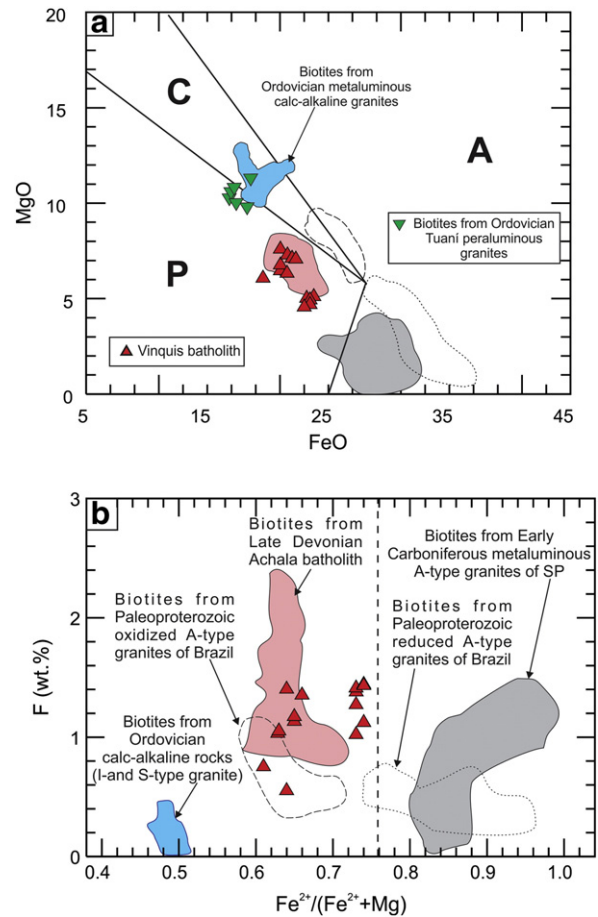 a
20
15
10
5
0
MgO
C
A
P
Biotites from
Ordovician metaluminous
calc-alkaline granites
Biotites from Ordovician
Tuaní peraluminous
granites
Vinquis batholith
5
15
25
35
45
FeO
b
3
2
1
0
F (wt.%)
Biotites from
Late Devonian
Achala batholith
Biotites from Early
Carboniferous metaluminous
A-type granites of SP
Biotites from
Paleoproterozoic
oxidized A-type
granites of Brazil
Biotites from
Paleoproterozoic
reduced A-type
granites of Brazil
Biotites from
Ordovician
calc-alkaline rocks
(I-and S-type granite)
0.4
0.5
0.6
0.7
0.8
0.9
1.0
Fe²⁺/(Fe²⁺+Mg)